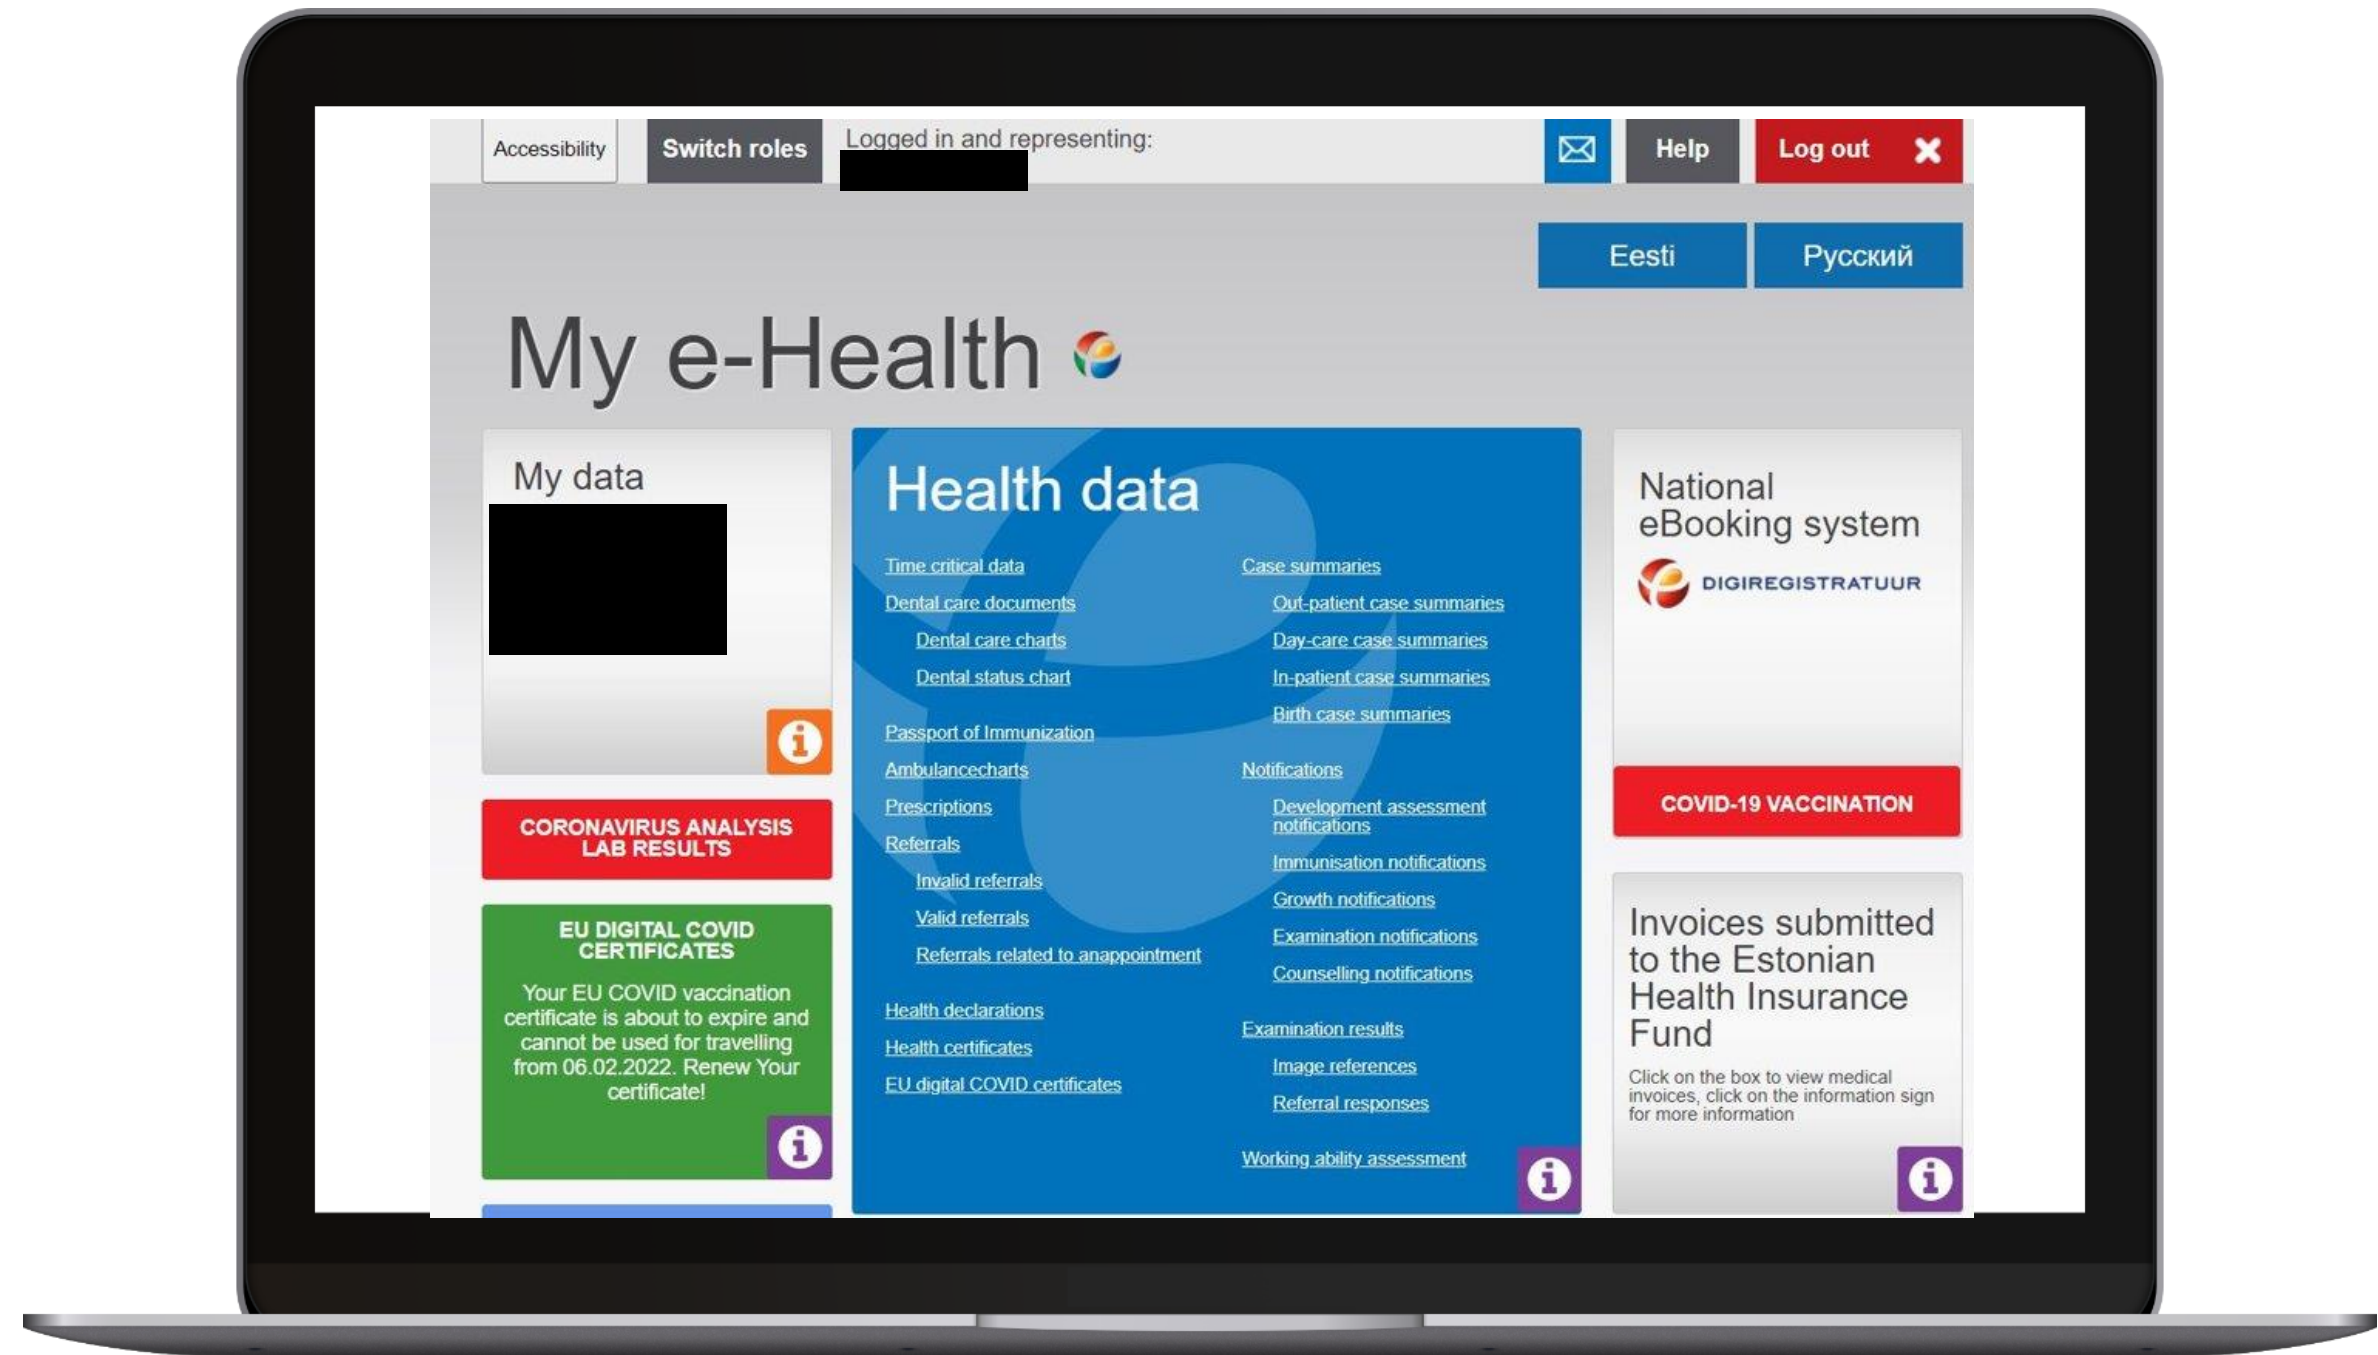 Accessibility
Switch roles
Logged in and representing:
Help
Log out
Eesti
Русский
My e-Health
My data
CORONAVIRUS ANALYSIS
LAB RESULTS
EU DIGITAL COVID
CERTIFICATES
Your EU COVID vaccination
certificate is about to expire and
cannot be used for travelling
from 06.02.2022. Renew Your
certificate!
Health data
Time critical data
Dental care documents
Dental care charts
Dental status chart
Passport of Immunization
Ambulancecharts
Prescriptions
Referrals
Invalid referrals
Valid referrals
Referrals related to anappointment
Health declarations
Health certificates
EU digital COVID certificates
Case summaries
Out-patient case summaries
Day-care case summaries
In-patient case summaries
Birth case summaries
Notifications
Development assessment
notifications
Immunisation notifications
Growth notifications
Examination notifications
Counselling notifications
Examination results
Image references
Referral responses
Working ability assessment
National
eBooking system
DIGIREGISTRATUUR
COVID-19 VACCINATION
Invoices submitted
to the Estonian
Health Insurance
Fund
Click on the box to view medical
invoices, click on the information sign
for more information